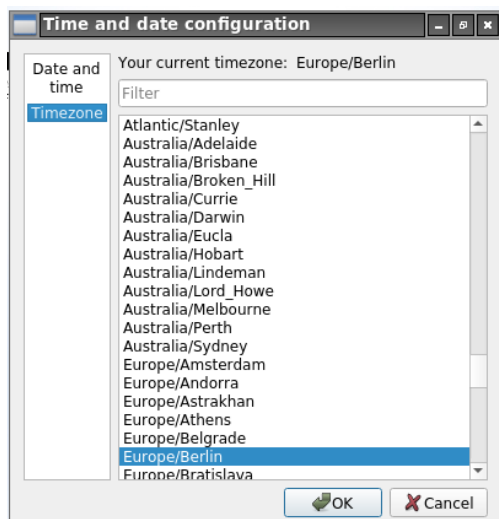 Time and date configuration
Date and
time
Timezone
Your current timezone: Europe/Berlin
Filter
Atlantic/Stanley
Australia/Adelaide
Australia/Brisbane
Australia/Broken_Hill
Australia/Currie
Australia/Darwin
Australia/Eucla
Australia/Hobart
Australia/Lindeman
Australia/Lord_Howe
Australia/Melbourne
Australia/Perth
Australia/Sydney
Europe/Amsterdam
Europe/Andorra
Europe/Astrakhan
Europe/Athens
Europe/Belgrade
Europe/Berlin
Europe/Bratislava
OK
Cancel